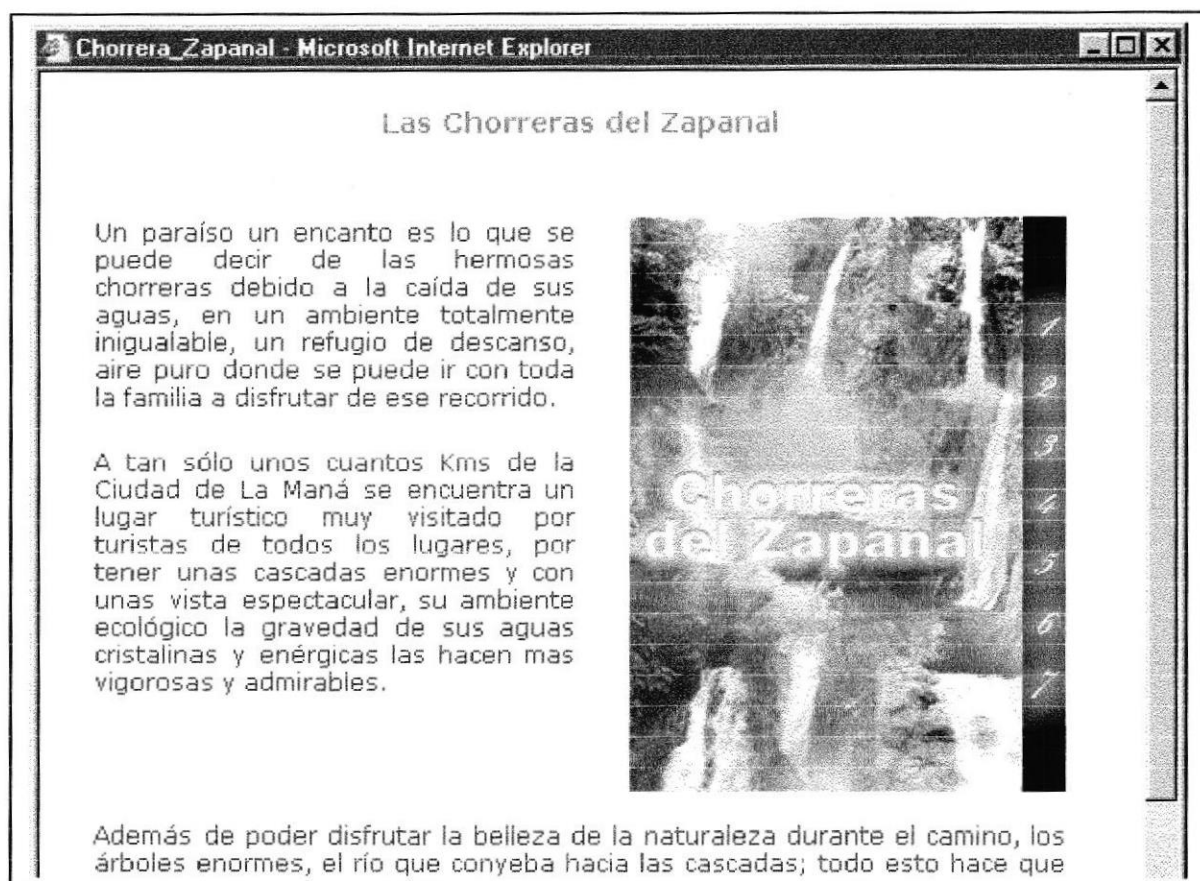 Chorrera_Zapanal - Microsoft Internet Explorer
Las Chorreras del Zapanal
Un paraíso un encanto es lo que se
puede decir de las hermosas
chorreras debido a la caída de sus
aguas, en un ambiente totalmente
inigualable, un refugio de descanso,
aire puro donde se puede ir con toda
la familia a disfrutar de ese recorrido.
A tan sólo unos cuantos Kms de la
Ciudad de La Maná se encuentra un
lugar turístico muy visitado por
turistas de todos los lugares, por
tener unas cascadas enormes y con
unas vista espectacular, su ambiente
ecológico la gravedad de sus aguas
cristalinas y enérgicas las hacen mas
vigorosas y admirables.
Chorreras
del Zapanal
1
2
3
4
5
6
7
Además de poder disfrutar la belleza de la naturaleza durante el camino, los
árboles enormes, el río que conyeba hacia las cascadas; todo esto hace que